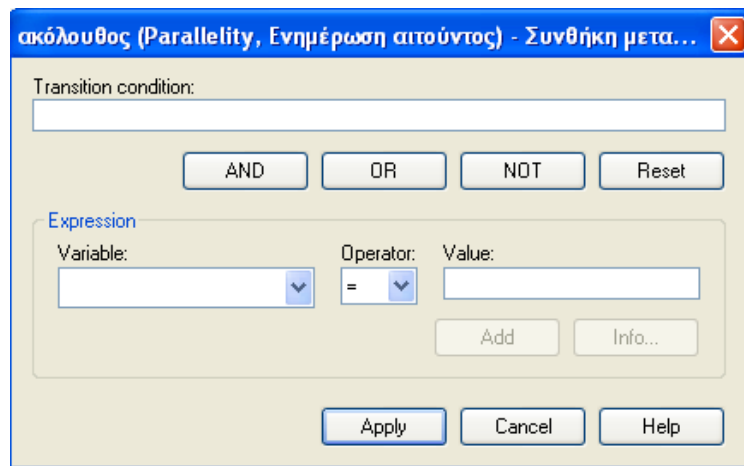 ακόλουθος (Parallelity, Ενημέρωση αιτούντος) - Συνθήκη μετα...
Transition condition:
AND OR NOT Reset
Expression
Variable: Operator: Value:
=
Add Info...
Apply Cancel Help